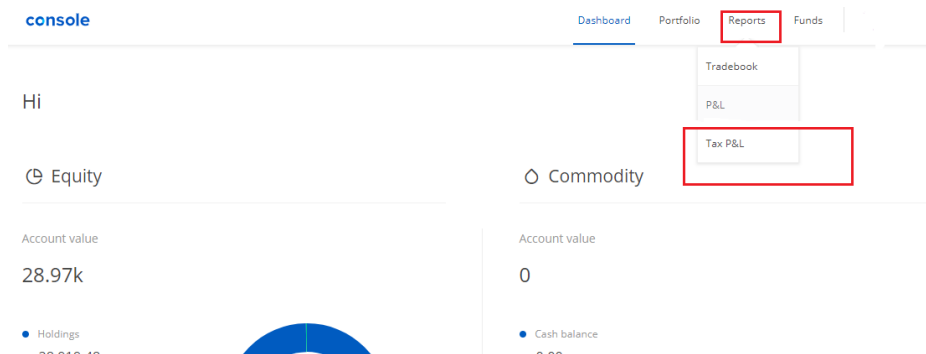 console
Dashboard Portfolio Reports Funds
Tradebook
P&L
Tax P&L
Hi
Equity
Commodity
Account value
28.97k
Account value
0
Holdings
Cash balance